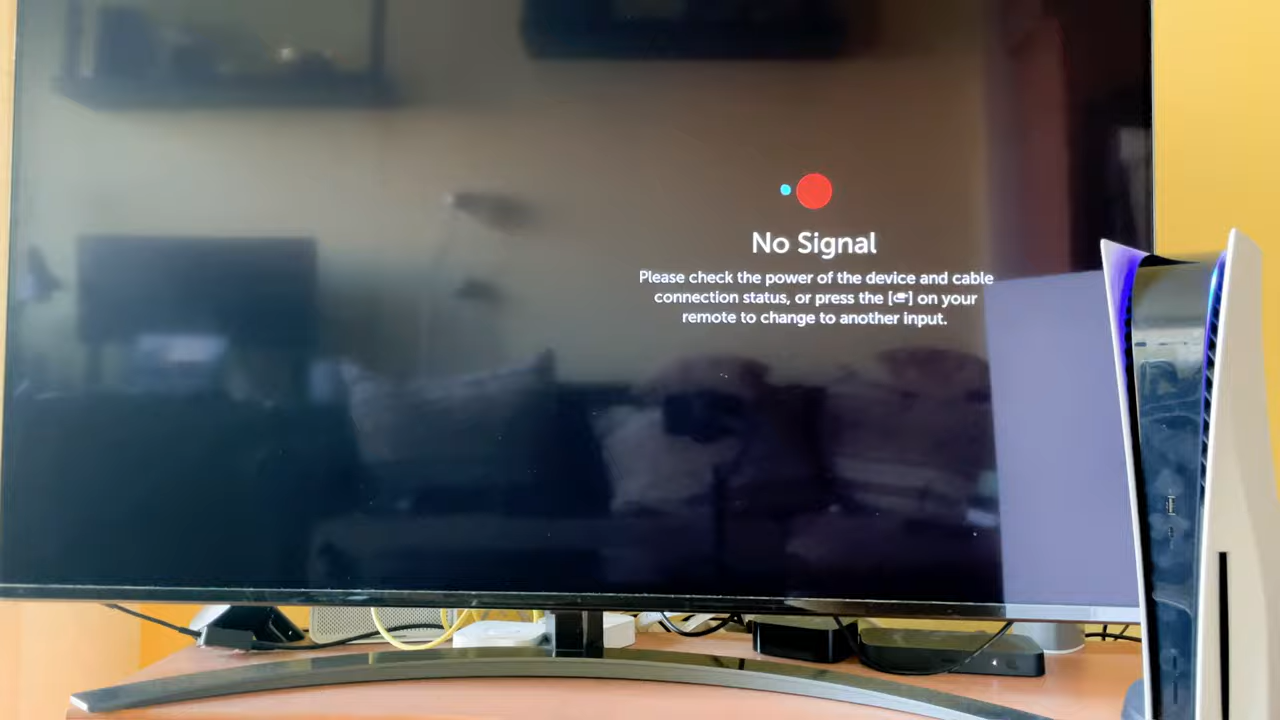 No Signal
Please check the power of the device and cable
connection status, or press the [] on your
remote to change to another input.